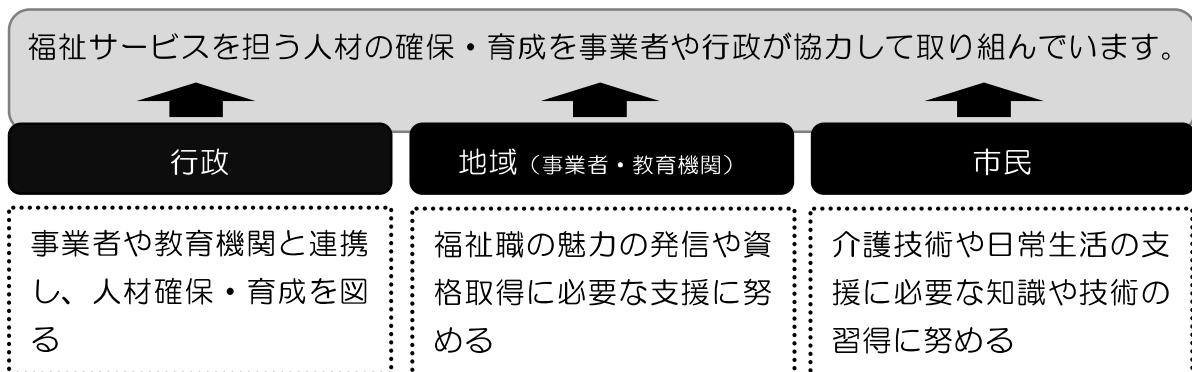 福祉サービスを担う人材の確保・育成を事業者や行政が協力して取り組んでいます。
行政
事業者や教育機関と連携
し、人材確保・育成を図
る
地域（事業者・教育機関）
福祉職の魅力の発信や資
格取得に必要な支援に努
める
市民
介護技術や日常生活の支
援に必要な知識や技術の
習得に努める